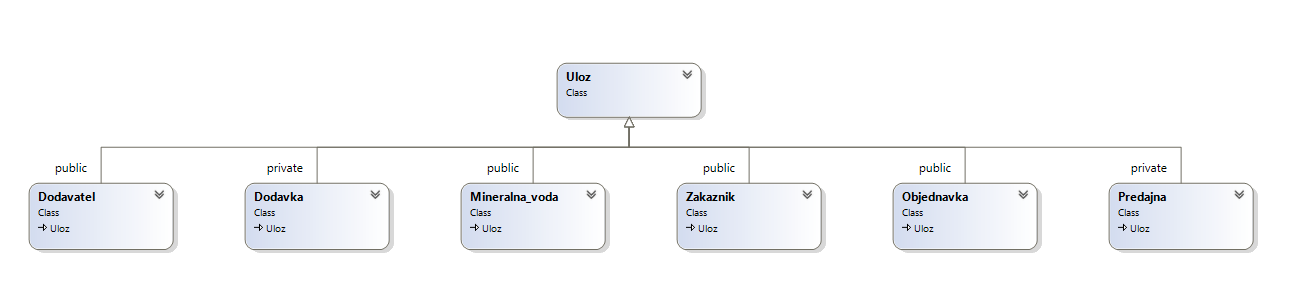 Uloz
Class
public
private
public
public
public
private
Dodavatel
Class
Uloz
Dodavka
Class
Uloz
Mineralna_voda
Class
Uloz
Zakaznik
Class
Uloz
Objednavka
Class
Uloz
Predajna
Class
Uloz